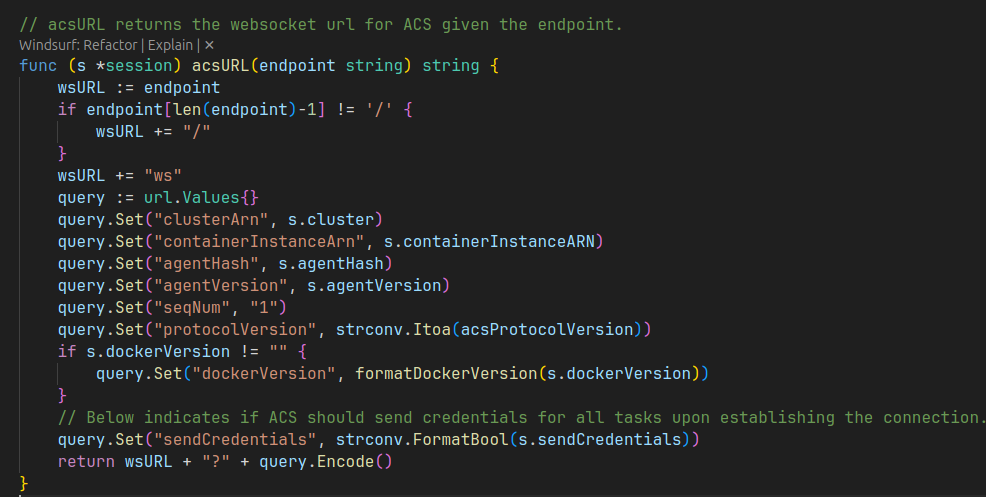 // acsURL returns the websocket url for ACS given the endpoint.
Windsurf: Refactor | Explain | ×
func (s *session) acsURL(endpoint string) string {
    wsURL := endpoint
    if endpoint[len(endpoint)-1] != '/' {
        wsURL += "/"
    }
    wsURL += "ws"
    query := url.Values{}
    query.Set("clusterArn", s.cluster)
    query.Set("containerInstanceArn", s.containerInstanceARN)
    query.Set("agentHash", s.agentHash)
    query.Set("agentVersion", s.agentVersion)
    query.Set("seqNum", "1")
    query.Set("protocolVersion", strconv.Itoa(acsProtocolVersion))
    if s.dockerVersion != "" {
        query.Set("dockerVersion", formatDockerVersion(s.dockerVersion))
    }
    // Below indicates if ACS should send credentials for all tasks upon establishing the connection.
    query.Set("sendCredentials", strconv.FormatBool(s.sendCredentials))
    return wsURL + "?" + query.Encode()
}